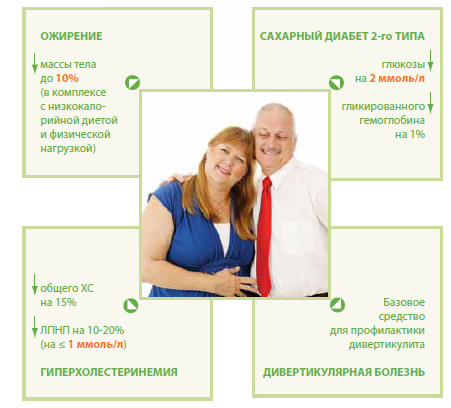 ОЖИРЕНИЕ
массы тела
до 10%
(в комплексе
с низкокало-
рийной диетой
и физической
нагрузкой)
САХАРНЫЙ ДИАБЕТ 2-го ТИПА
глюкозы
на 2 ммоль/л
гликированного
гемоглобина
на 1%
общего ХС
на 15%
ЛПНП на 10-20%
(на ≤ 1 ммоль/л)
ГИПЕРХОЛЕСТЕРИНЕМИЯ
Базовое
средство
для профилактики
дивертикулита
ДИВЕРТИКУЛЯРНАЯ БОЛЕЗНЬ